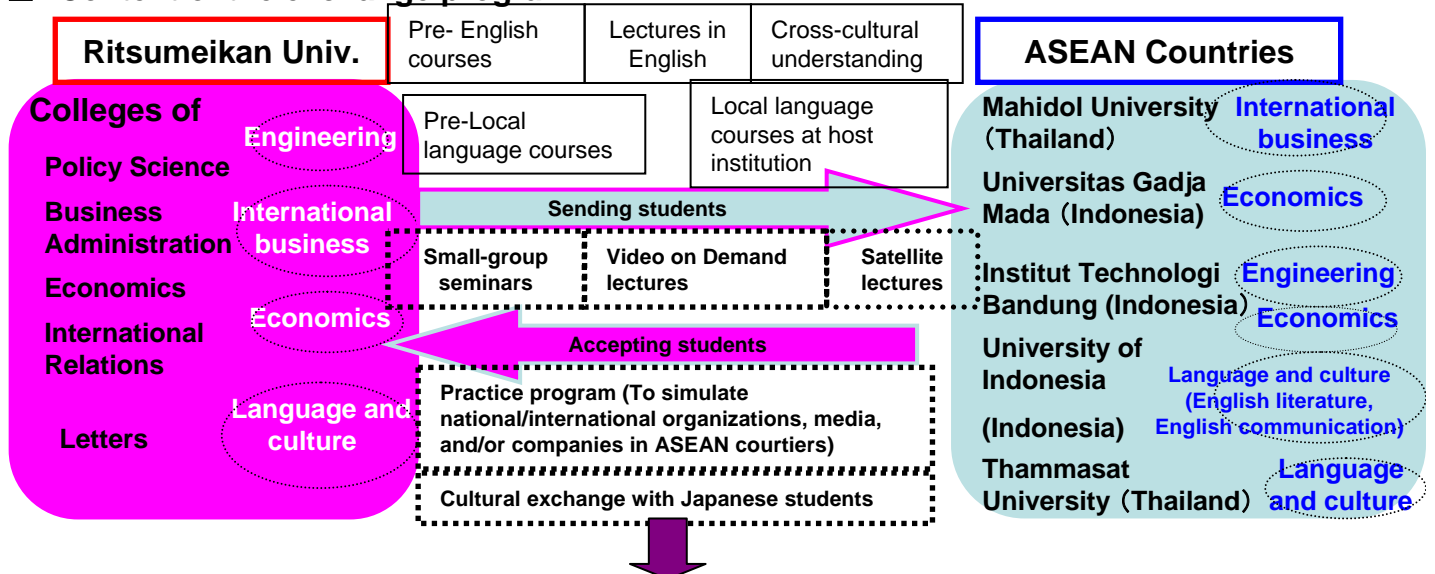 Content of the
Ritsumeikan Univ.
Pre- English
courses
Lectures in
English
Cross-cultural
understanding
ASEAN Countries
Colleges of
Engineering
Policy Science
Business
Administration
International
business
Economics
Economics
International
Relations
Language and
culture
Letters
Pre-Local
language courses
Local language
courses at host
institution
Sending students
Small-group
seminars
Video on Demand
lectures
Satellite
lectures
Accepting students
Practice program (To simulate
national/international organizations, media,
and/or companies in ASEAN courtiers)
Cultural exchange with Japanese students
Mahidol University
（Thailand）
International
business
Universitas Gadja
Mada（Indonesia)
Economics
Institut Technologi
Bandung (Indonesia）
Engineering
Economics
University of
Indonesia
(Indonesia)
Language and culture
(English literature,
English communication)
Thammasat
University（Thailand）
Language
and culture